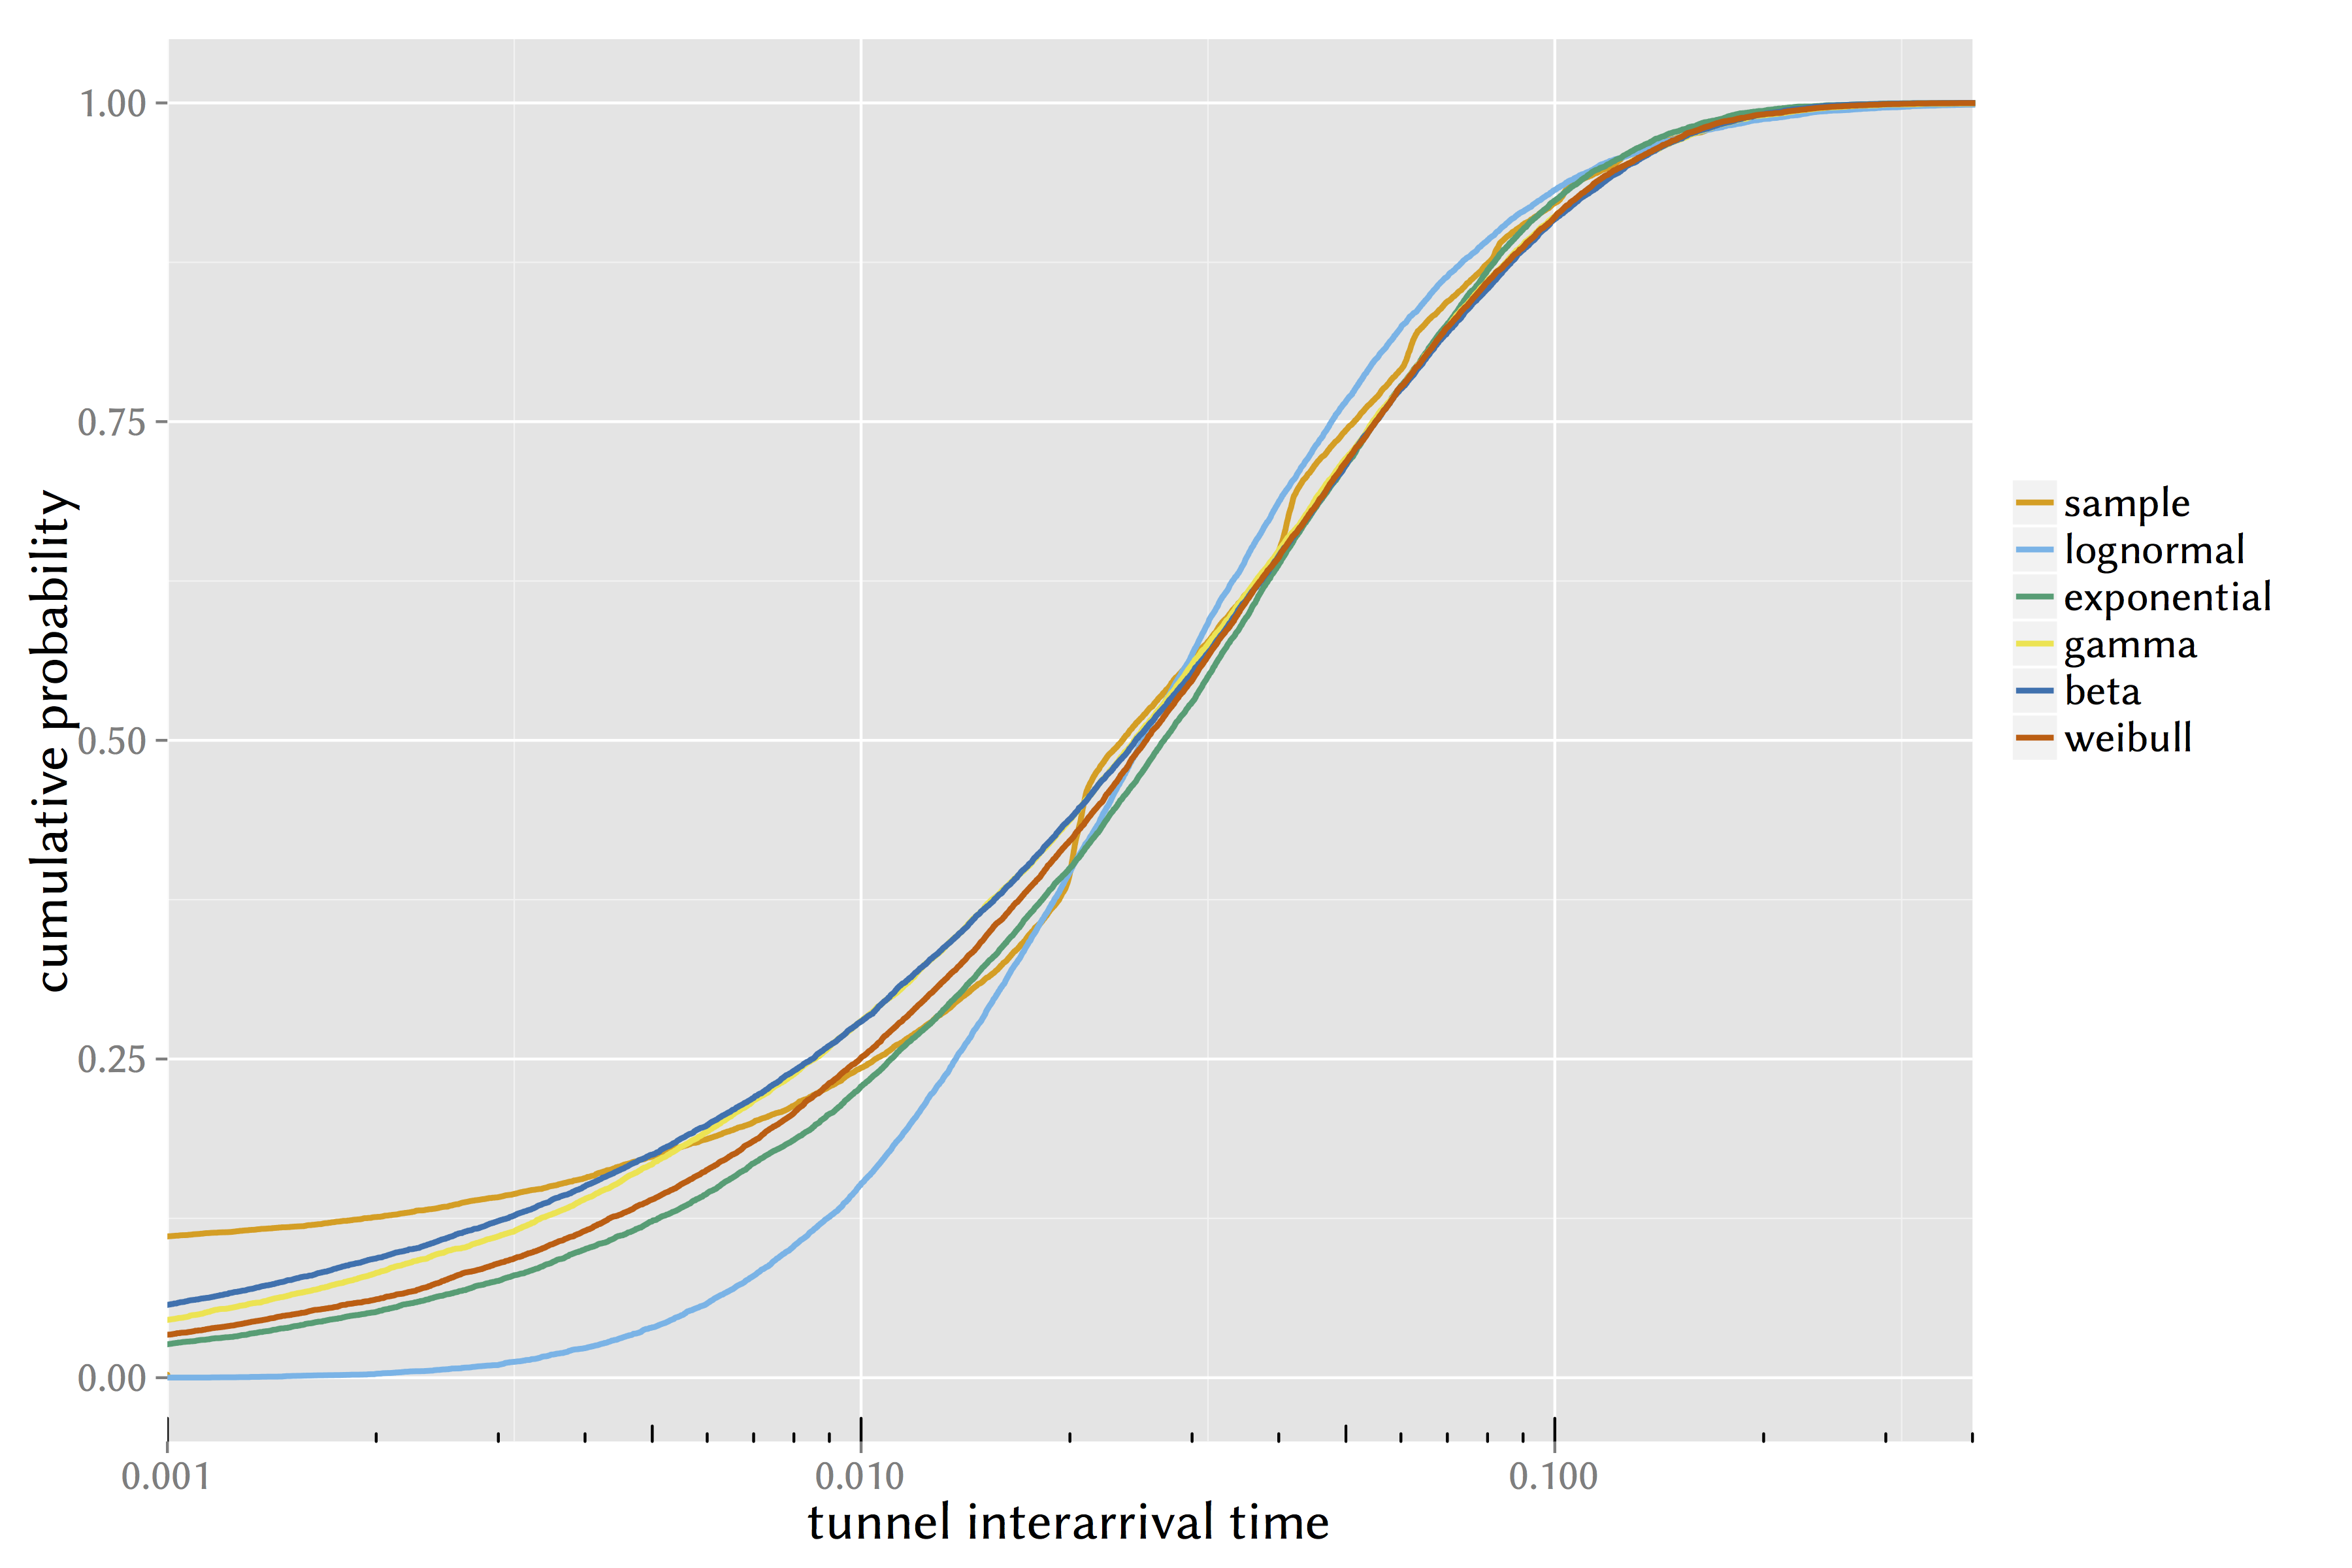 cumulative probability
1.00
0.75
0.50
0.25
0.00
0.001
0.010
0.100
tunnel interarrival time
sample
lognormal
exponential
gamma
beta
weibull